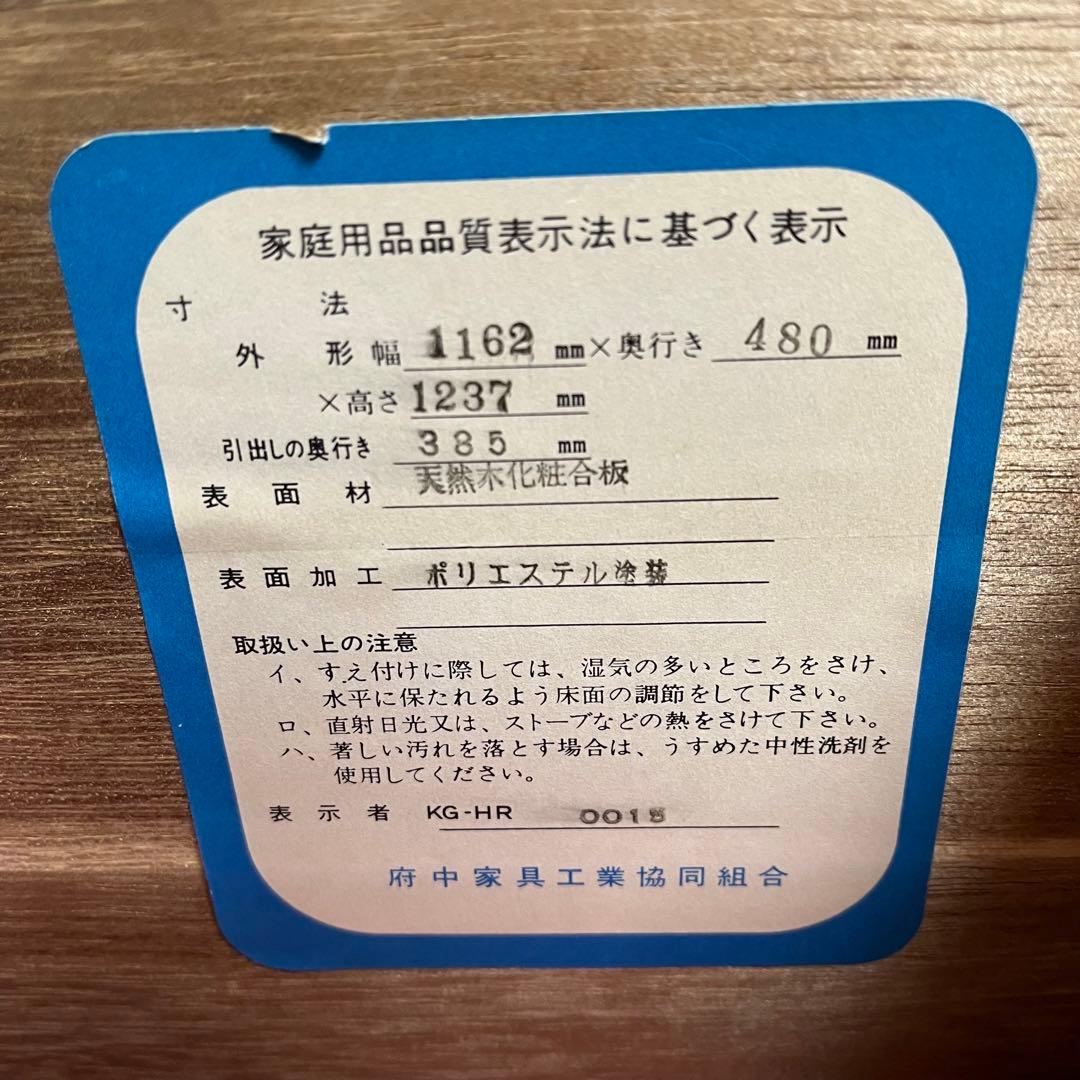 家庭用品品質表示法に基づく表示
寸法
外形幅 1162 mm×奥行き 480 mm
×高さ 1237 mm
引出しの奥行き 385 mm
表面材 天然木化粧合板
表面加工 ポリエステル塗装
取扱い上の注意
イ、すえ付けに際しては、湿気の多いところをさけ、
水平に保たれるよう床面の調節をして下さい。
ロ、直射日光又は、ストーブなどの熱をさけて下さい。
ハ、著しい汚れを落とす場合は、うすめた中性洗剤を
使用してください。
表示者 KG-HR 0015
府中家具工業協同組合